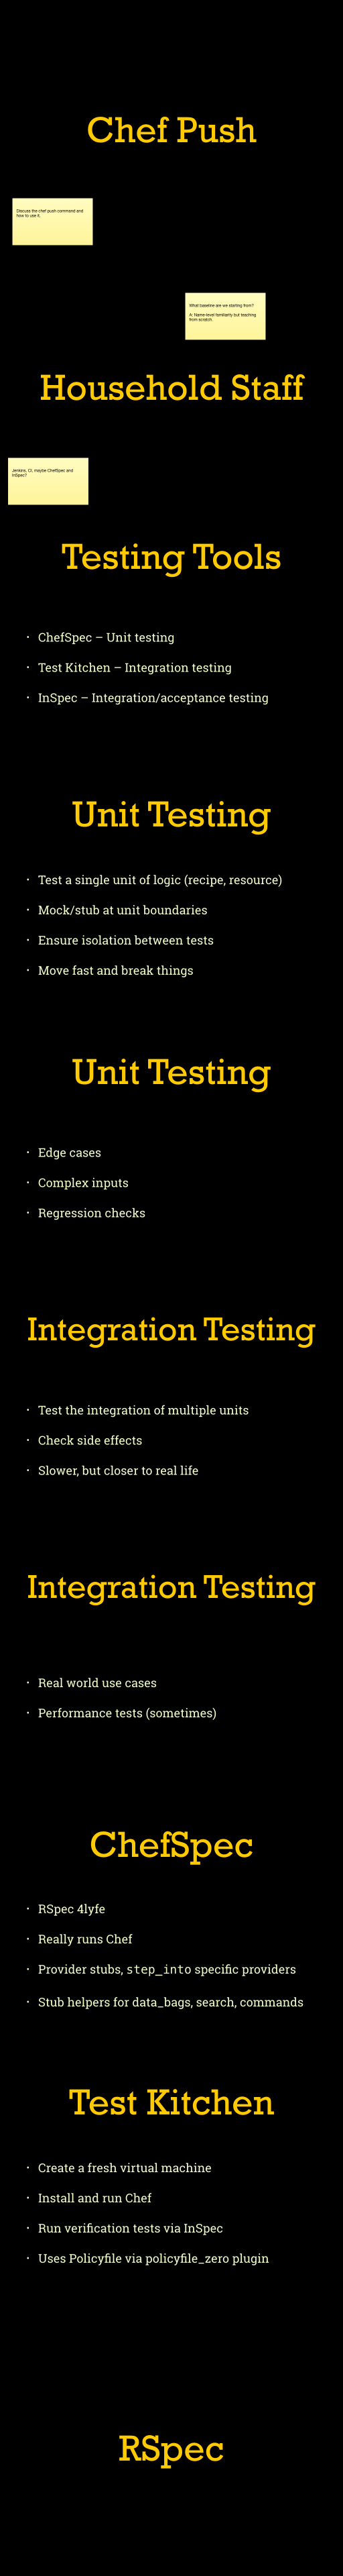 Chef Push
Discuss the chef push command and
how to use it.
What baseline are we starting from?
A: Name-level familiarity but teaching
from scratch.
Household Staff
Jenkins, CI, maybe ChefSpec and
InSpec?
Testing Tools
• ChefSpec – Unit testing
• Test Kitchen – Integration testing
• InSpec – Integration/acceptance testing
Unit Testing
• Test a single unit of logic (recipe, resource)
• Mock/stub at unit boundaries
• Ensure isolation between tests
• Move fast and break things
Unit Testing
• Edge cases
• Complex inputs
• Regression checks
Integration Testing
• Test the integration of multiple units
• Check side effects
• Slower, but closer to real life
Integration Testing
• Real world use cases
• Performance tests (sometimes)
ChefSpec
• RSpec 4lyfe
• Really runs Chef
• Provider stubs, step_into specific providers
• Stub helpers for data_bags, search, commands
Test Kitchen
• Create a fresh virtual machine
• Install and run Chef
• Run verification tests via InSpec
• Uses Policyfile via policyfile_zero plugin
RSpec